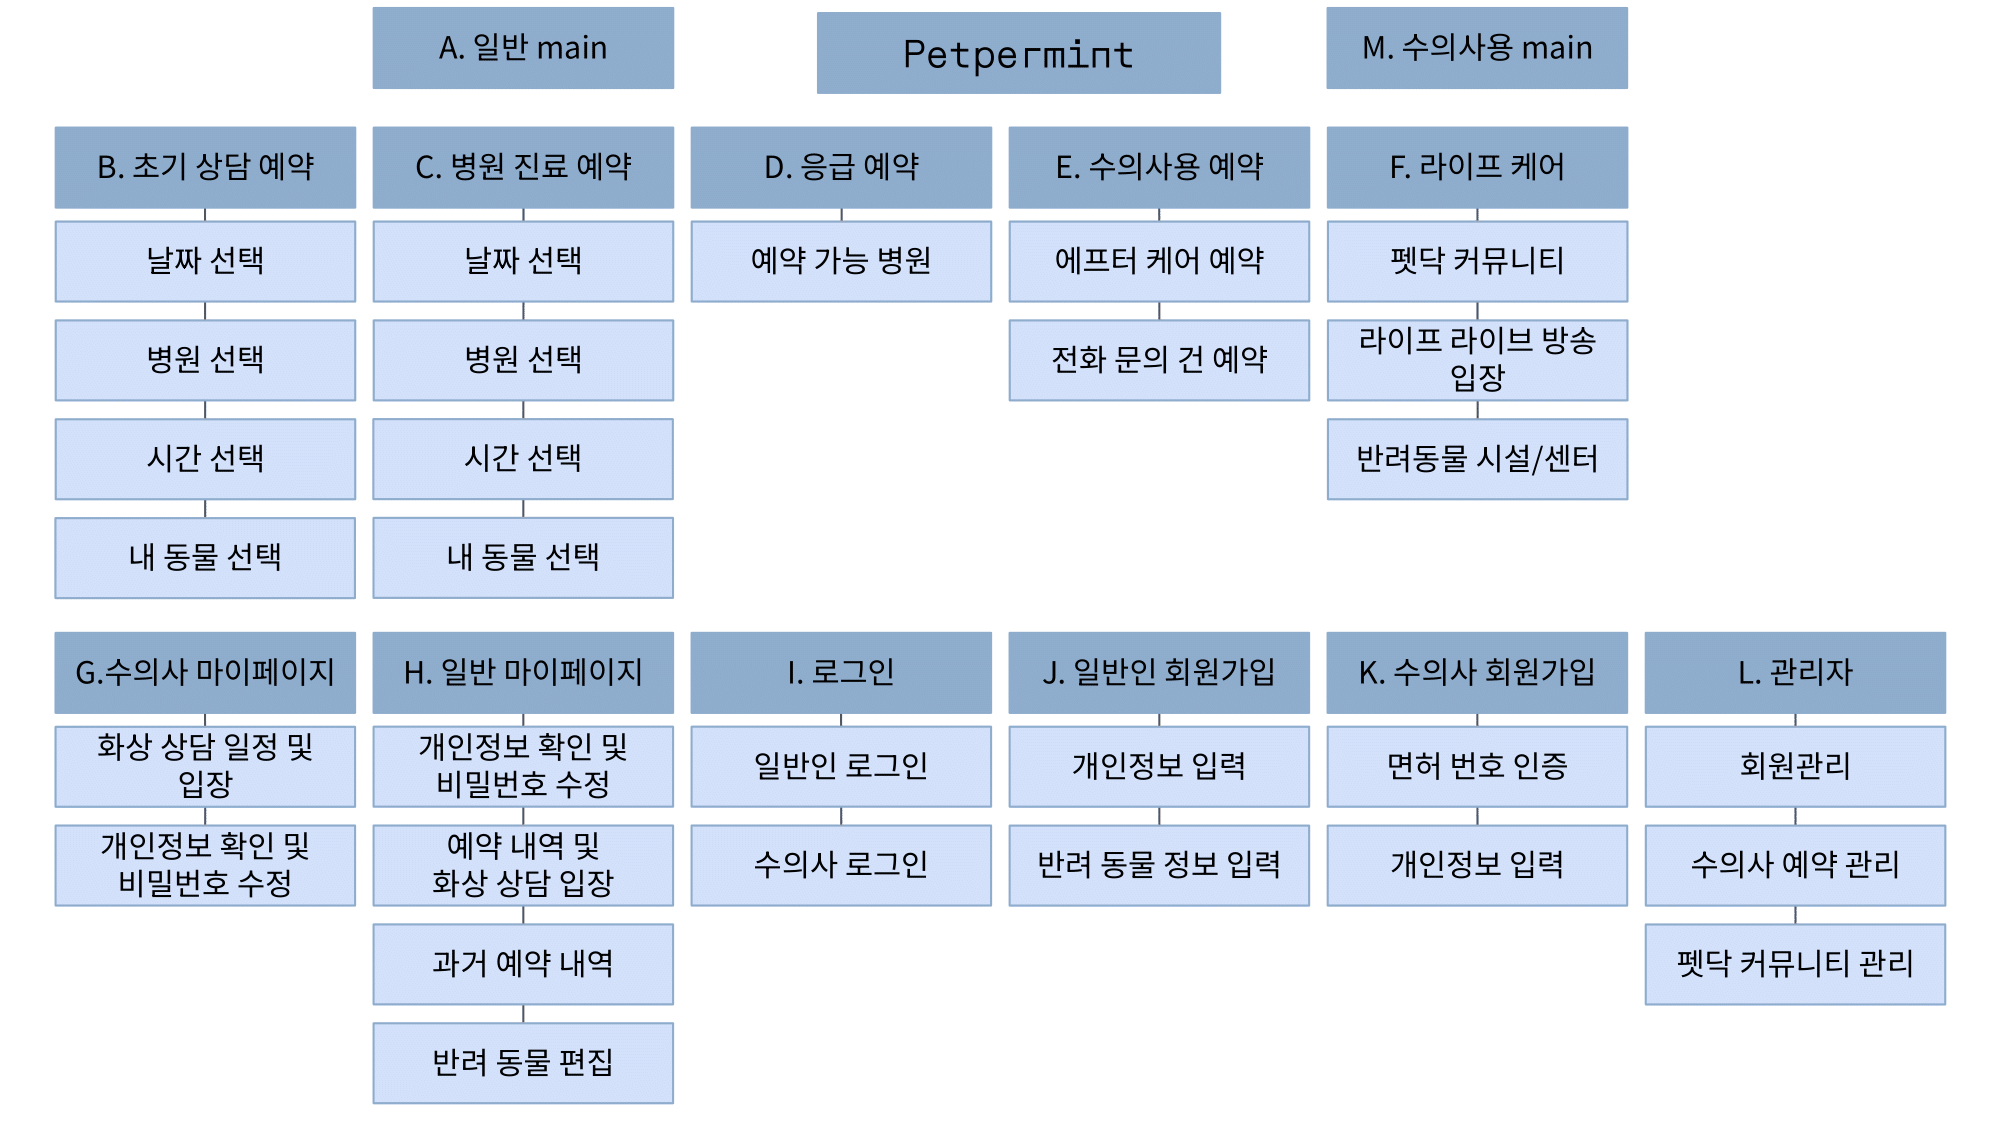 A. 일반 main
Petpermint
M. 수의사용 main
B. 초기 상담 예약
C. 병원 진료 예약
D. 응급 예약
E. 수의사용 예약
F. 라이프 케어
날짜 선택
날짜 선택
예약 가능 병원
에프터 케어 예약
펫닥 커뮤니티
병원 선택
병원 선택
전화 문의 건 예약
라이프 라이브 방송
입장
시간 선택
시간 선택
반려동물 시설/센터
내 동물 선택
내 동물 선택
G.수의사 마이페이지
H. 일반 마이페이지
I. 로그인
J. 일반인 회원가입
K. 수의사 회원가입
L. 관리자
화상 상담 일정 및
입장
개인정보 확인 및
비밀번호 수정
일반인 로그인
개인정보 입력
면허 번호 인증
회원관리
개인정보 확인 및
비밀번호 수정
예약 내역 및
화상 상담 입장
수의사 로그인
반려 동물 정보 입력
개인정보 입력
수의사 예약 관리
과거 예약 내역
펫닥 커뮤니티 관리
반려 동물 편집